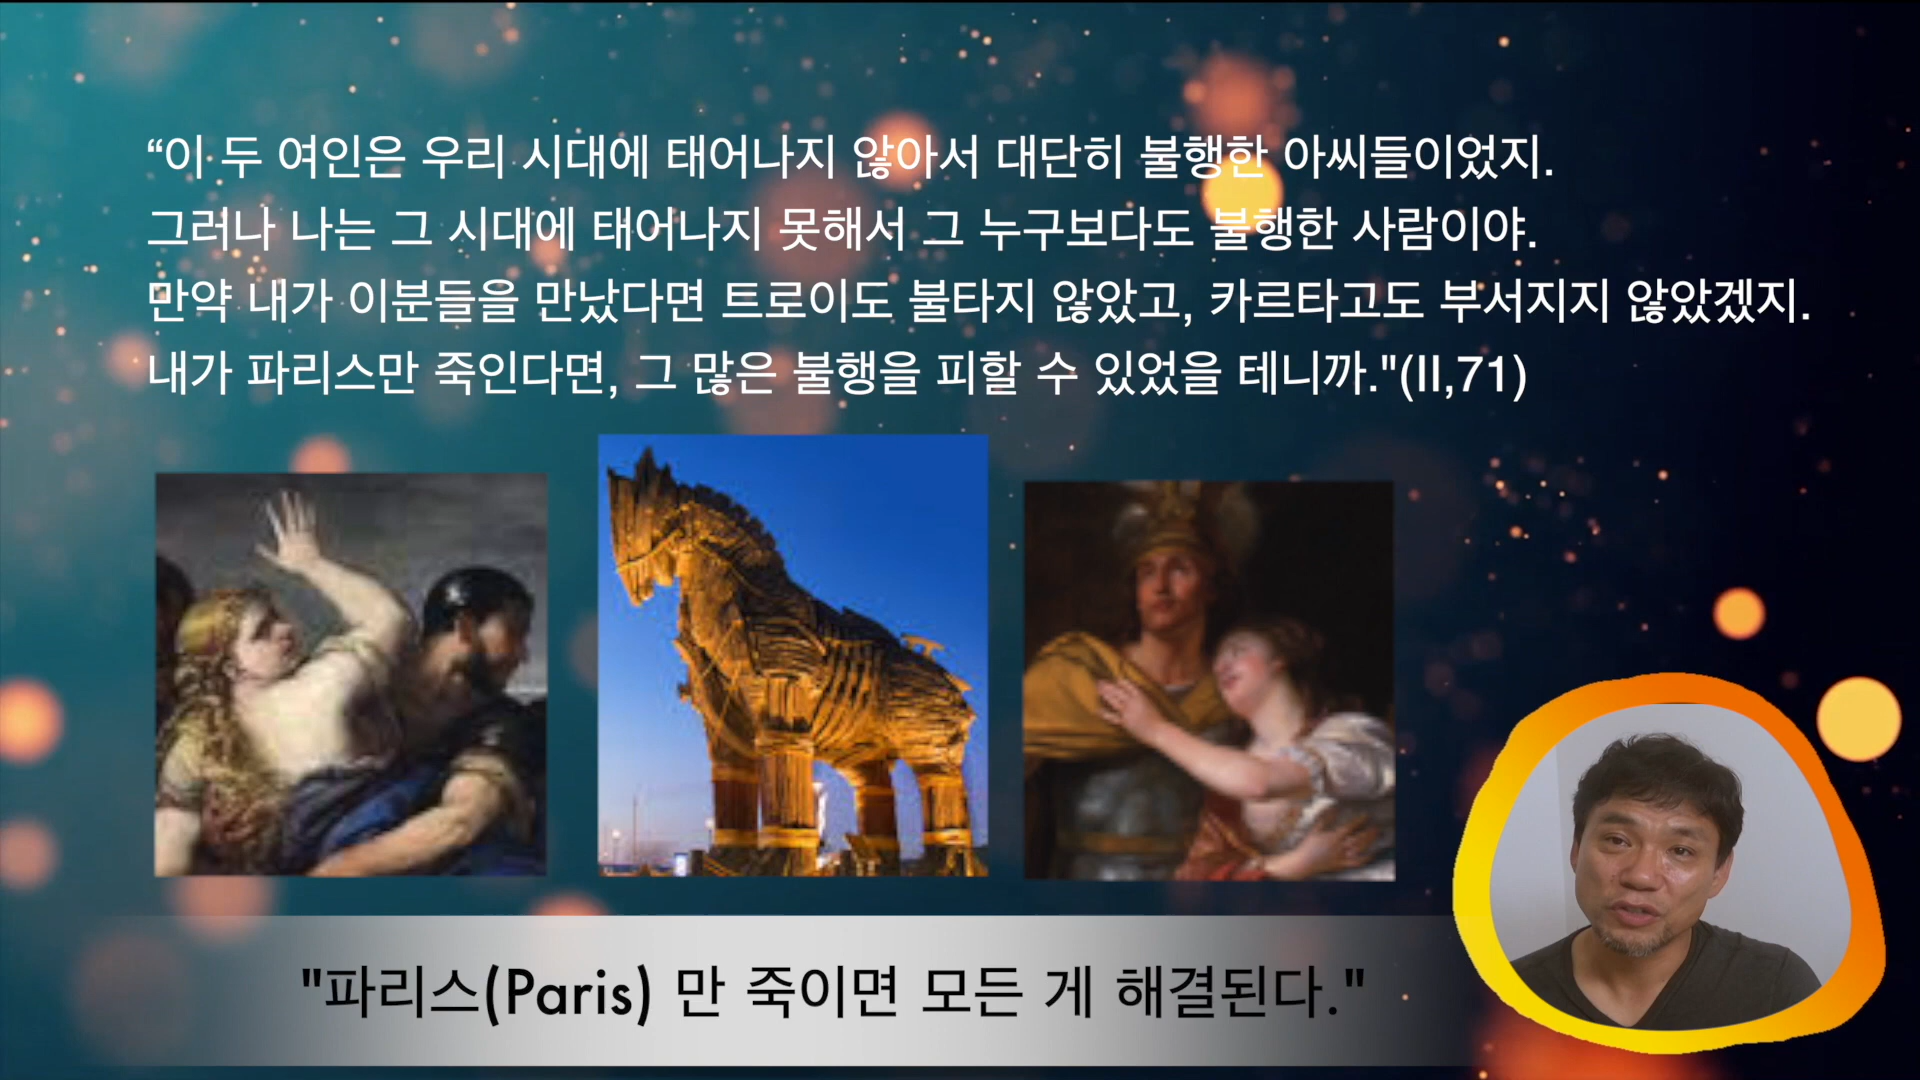 “이 두 여인은 우리 시대에 태어나지 않아서 대단히 불행한 아씨들이었지.
그러나 나는 그 시대에 태어나지 못해서 그 누구보다도 불행한 사람이야.
만약 내가 이분들을 만났다면 트로이도 불타지 않았고, 카르타고도 부서지지 않았겠지.
내가 파리스만 죽인다면, 그 많은 불행을 피할 수 있었을 테니까."(II,71)
"파리스(Paris) 만 죽이면 모든 게 해결된다."